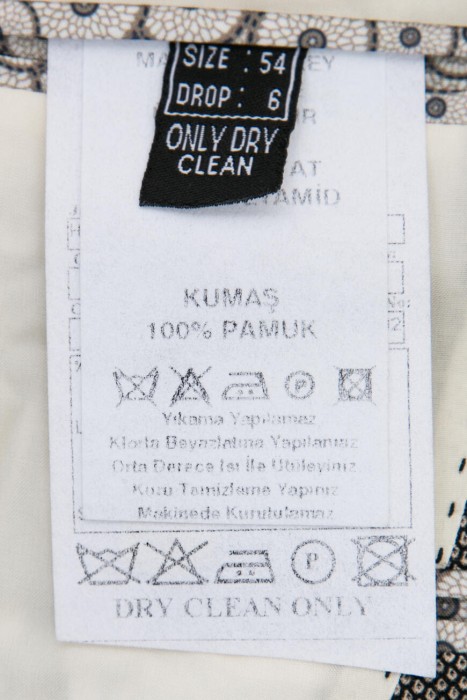 SIZE : 54
DROP : 6
ONLY DRY
CLEAN
KUMAŞ
100% PAMUK
P
Yıkama Yapılamaz
Klorla Beyazlatma Yapılamaz
Orta Derece Isı İle Ütüleyiniz
Kuru Temizleme Yapınız
Makinede Kurutulamaz
P
DRY CLEAN ONLY